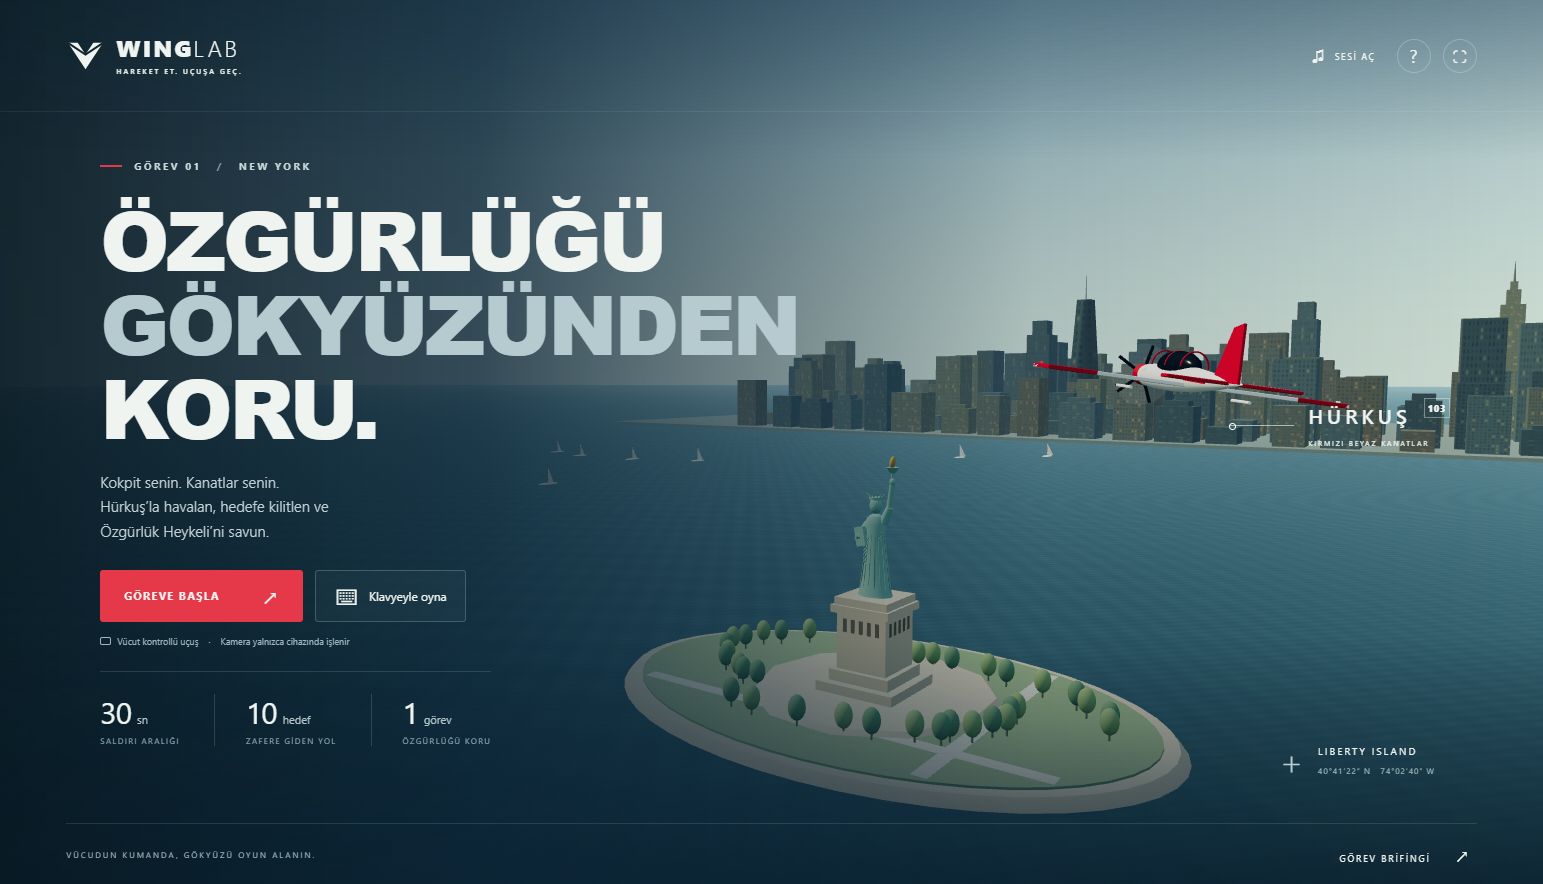 WINGLAB
HAREKET ET. UÇUŞA GEÇ.
SESİ AÇ
?
GÖREV 01 / NEW YORK
ÖZGÜRLÜĞÜ
GÖKYÜZÜNDEN
KORU.
HÜRKUŞ 103
KIRMIZI BEYAZ KANATLAR
Kokpit senin. Kanatlar senin.
Hürkuş’la havalan, hedefe kilitlen ve
Özgürlük Heykeli’ni savun.
GÖREVE BAŞLA
Klavyeyle oyna
Vücut kontrollü uçuş · Kamera yalnızca cihazında işlenir
30 sn
SALDIRI ARALIĞI
10 hedef
ZAFERE GİDEN YOL
1 görev
ÖZGÜRLÜĞÜ KORU
LIBERTY ISLAND
40°41'22" N 74°02'40" W
VÜCUDUN KUMANDA, GÖKYÜZÜ OYUN ALANIN.
GÖREV BRİFİNGİ